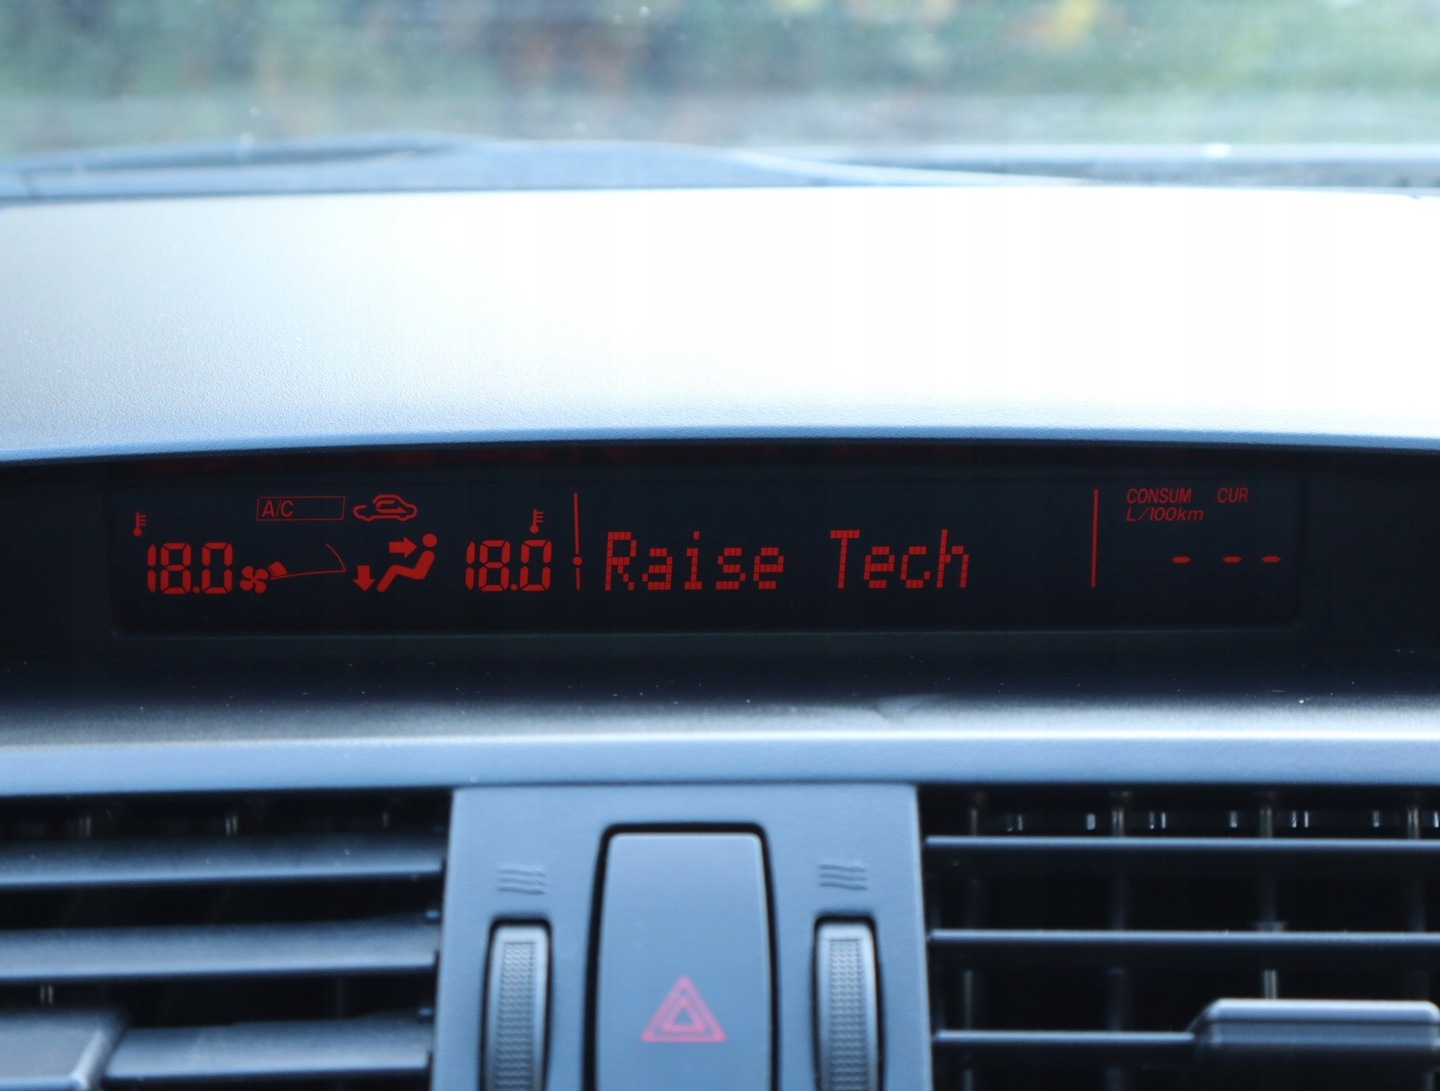 A/C
18.0 18.0 Raise Tech
CONSUM CUR
L/100km
- - -